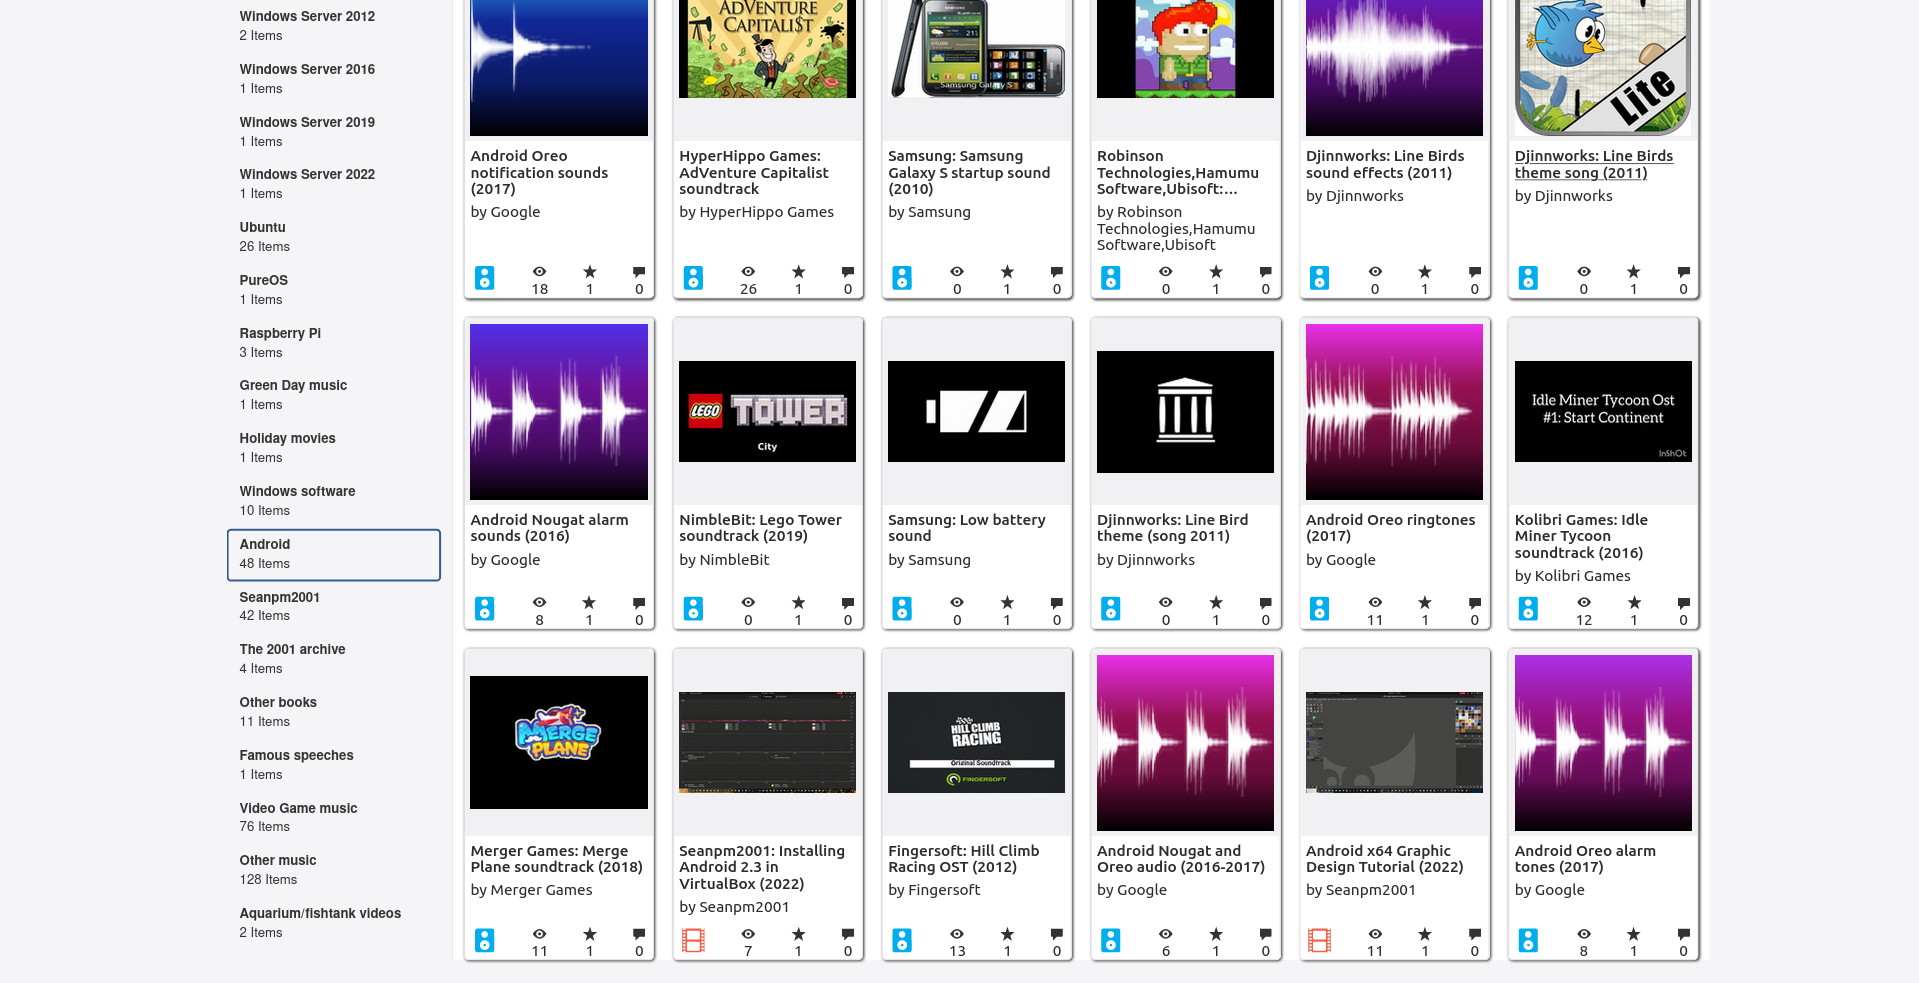 Windows Server 2012
2 Items
Windows Server 2016
1 Items
Windows Server 2019
1 Items
Windows Server 2022
1 Items
Ubuntu
26 Items
PureOS
1 Items
Raspberry Pi
3 Items
Green Day music
1 Items
Holiday movies
1 Items
Windows software
10 Items
Android
48 Items
Seanpm2001
42 Items
The 2001 archive
4 Items
Other books
11 Items
Famous speeches
1 Items
Video Game music
76 Items
Other music
128 Items
Aquarium/fishtank videos
2 Items
Android Oreo
notification sounds
(2017)
by Google
18 1 0
ADVENTURE
CAPITALI$T
HyperHippo Games:
AdVenture Capitalist
soundtrack
by HyperHippo Games
26 1 0
SAMSUNG
Samsung Galaxy S
Samsung: Samsung
Galaxy S startup sound
(2010)
by Samsung
0 1 0
Robinson
Technologies,Hamumu
Software,Ubisoft:...
by Robinson
Technologies,Hamumu
Software,Ubisoft
0 1 0
Djinnworks: Line Birds
sound effects (2011)
by Djinnworks
0 1 0
Lite
Djinnworks: Line Birds
theme song (2011)
by Djinnworks
0 1 0
Android Nougat alarm
sounds (2016)
by Google
8 1 0
LEGO TOWER
City
NimbleBit: Lego Tower
soundtrack (2019)
by NimbleBit
0 1 0
Samsung: Low battery
sound
by Samsung
0 1 0
Djinnworks: Line Bird
theme (song 2011)
by Djinnworks
0 1 0
Android Oreo ringtones
(2017)
by Google
11 1 0
Idle Miner Tycoon Ost
#1: Start Continent
InShOt
Kolibri Games: Idle
Miner Tycoon
soundtrack (2016)
by Kolibri Games
12 1 0
MERGE
PLANE
Merger Games: Merge
Plane soundtrack (2018)
by Merger Games
11 1 0
Seanpm2001: Installing
Android 2.3 in
VirtualBox (2022)
by Seanpm2001
7 1 0
HILL CLIMB
RACING
Original Soundtrack
FINGERSOFT
Fingersoft: Hill Climb
Racing OST (2012)
by Fingersoft
13 1 0
Android Nougat and
Oreo audio (2016-2017)
by Google
6 1 0
Android x64 Graphic
Design Tutorial (2022)
by Seanpm2001
11 1 0
Android Oreo alarm
tones (2017)
by Google
8 1 0